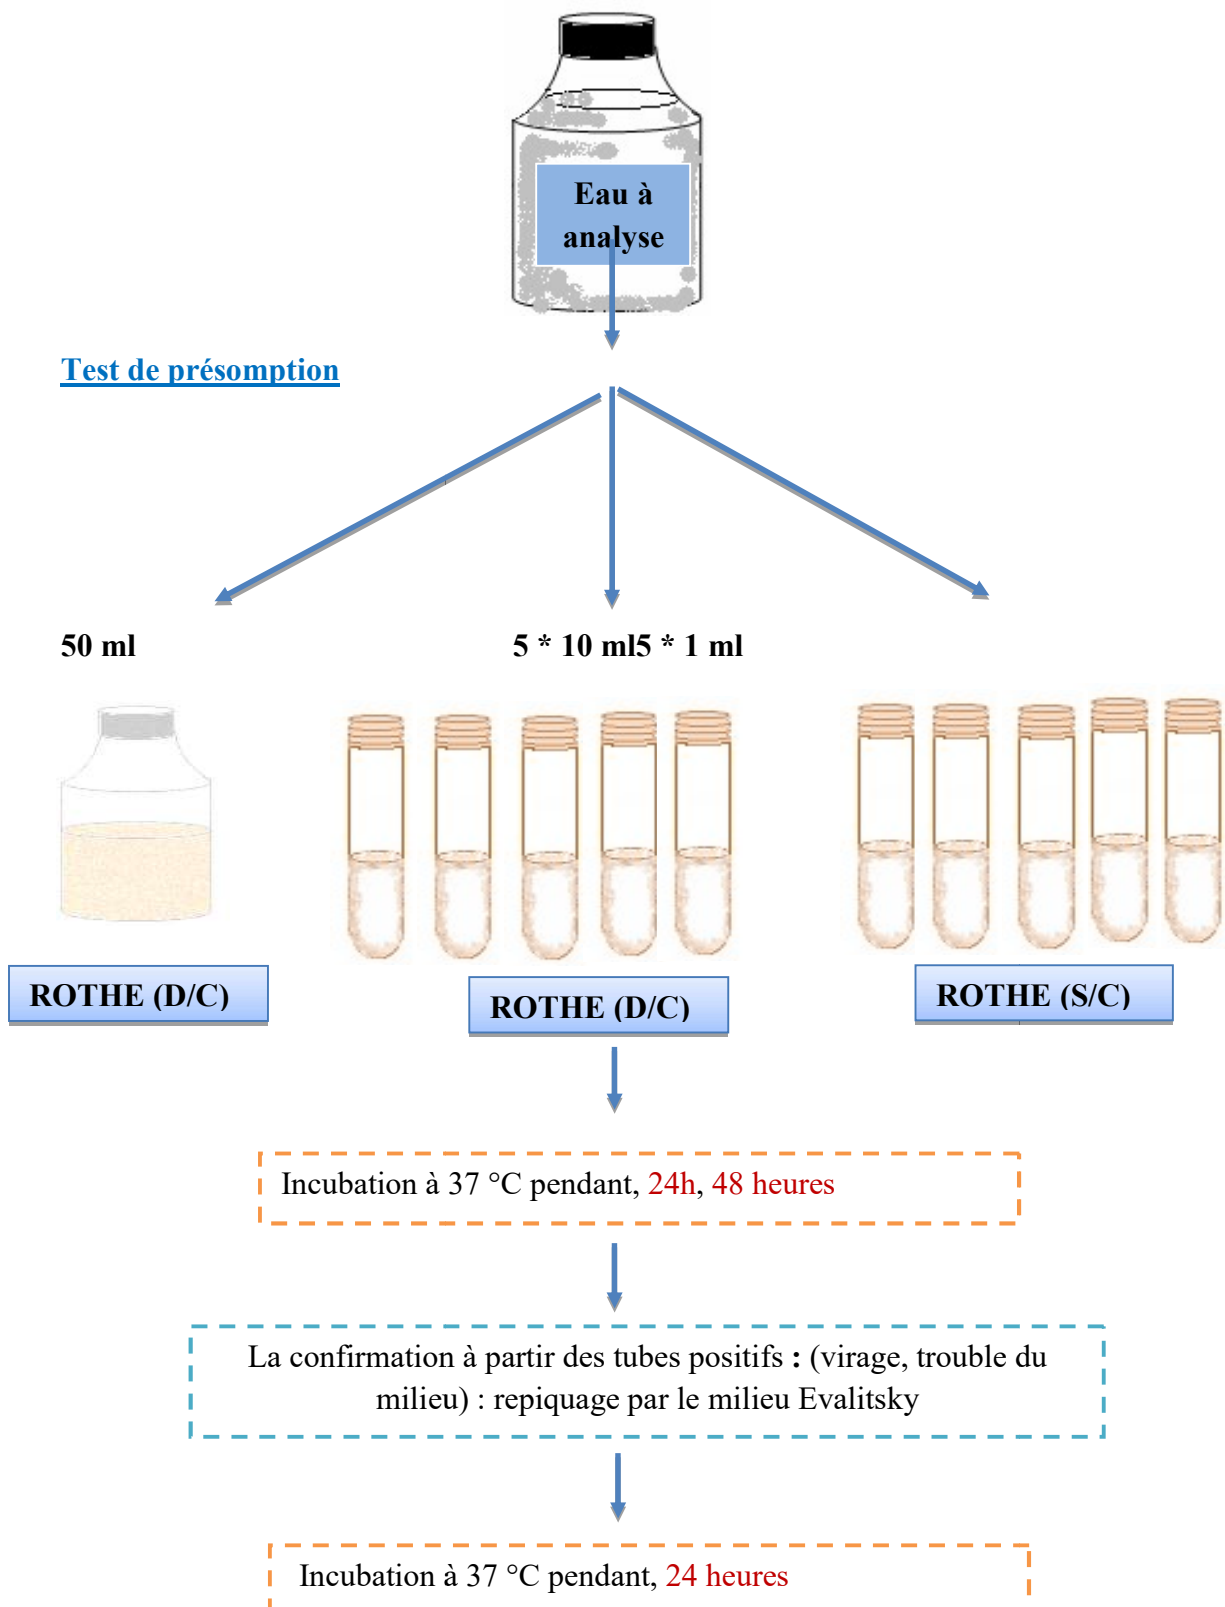 Eau à
analyse
Test de présomption
50 ml
5 * 10 ml5 * 1 ml
ROTHE (D/C)
ROTHE (D/C)
ROTHE (S/C)
Incubation à 37 °C pendant, 24h, 48 heures
La confirmation à partir des tubes positifs : (virage, trouble du
milieu) : repiquage par le milieu Evalitsky
Incubation à 37 °C pendant, 24 heures